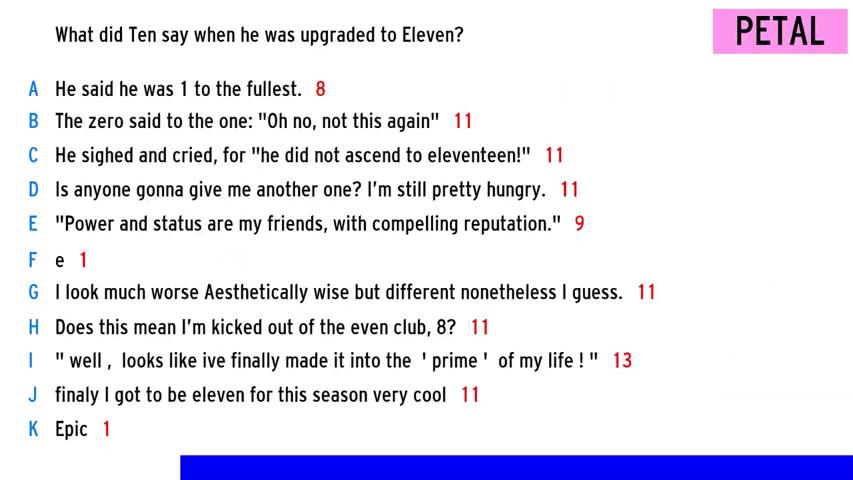 What did Ten say when he was upgraded to Eleven?
PETAL
A He said he was 1 to the fullest. 8
B The zero said to the one: "Oh no, not this again" 11
C He sighed and cried, for "he did not ascend to eleventeen!" 11
D Is anyone gonna give me another one? I'm still pretty hungry. 11
E "Power and status are my friends, with compelling reputation." 9
F e 1
G I look much worse Aesthetically wise but different nonetheless I guess. 11
H Does this mean I'm kicked out of the even club, 8? 11
I " well , looks like ive finally made it into the ' prime ' of my life ! " 13
J finaly I got to be eleven for this season very cool 11
K Epic 1